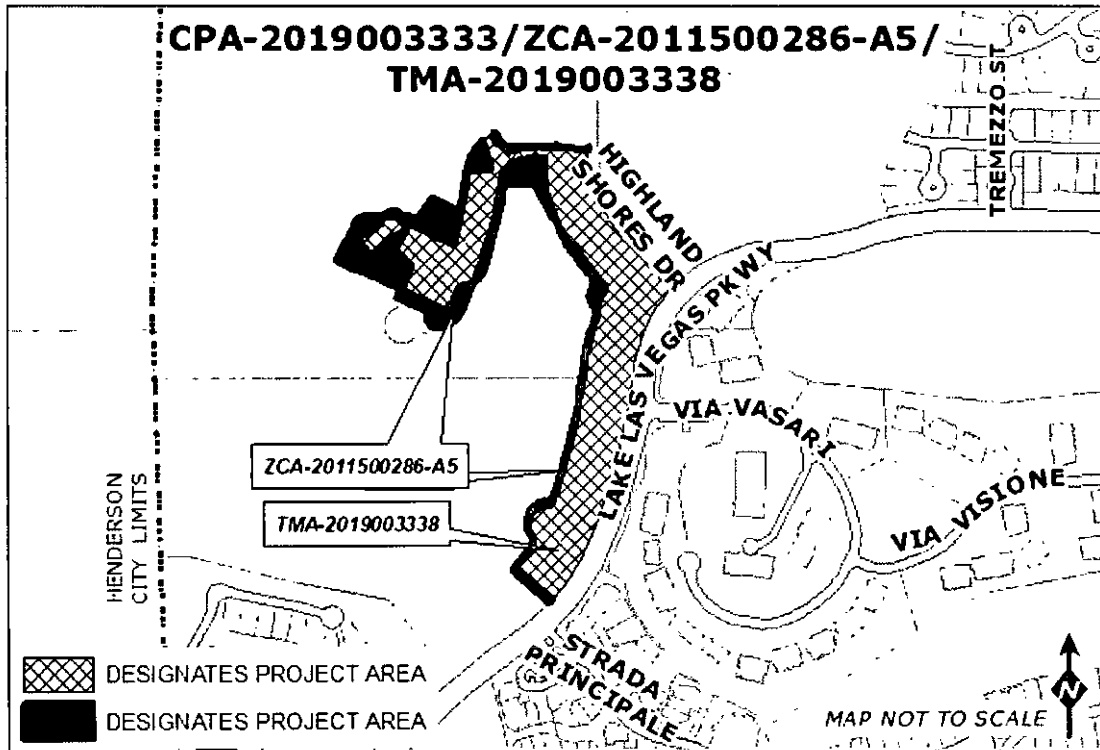 CPA-2019003333/ZCA-2011500286-A5/
TMA-2019003338
TREMEZZO ST
HIGHLAND
SHORES DR
LAKE LAS VEGAS PKWY
VIA VASARI
ZCA-2011500286-A5
TMA-2019003338
VIA VISIONE
HENDERSON
CITY LIMITS
STRADA
PRINCIPALE
DESIGNATES PROJECT AREA
DESIGNATES PROJECT AREA
N
MAP NOT TO SCALE